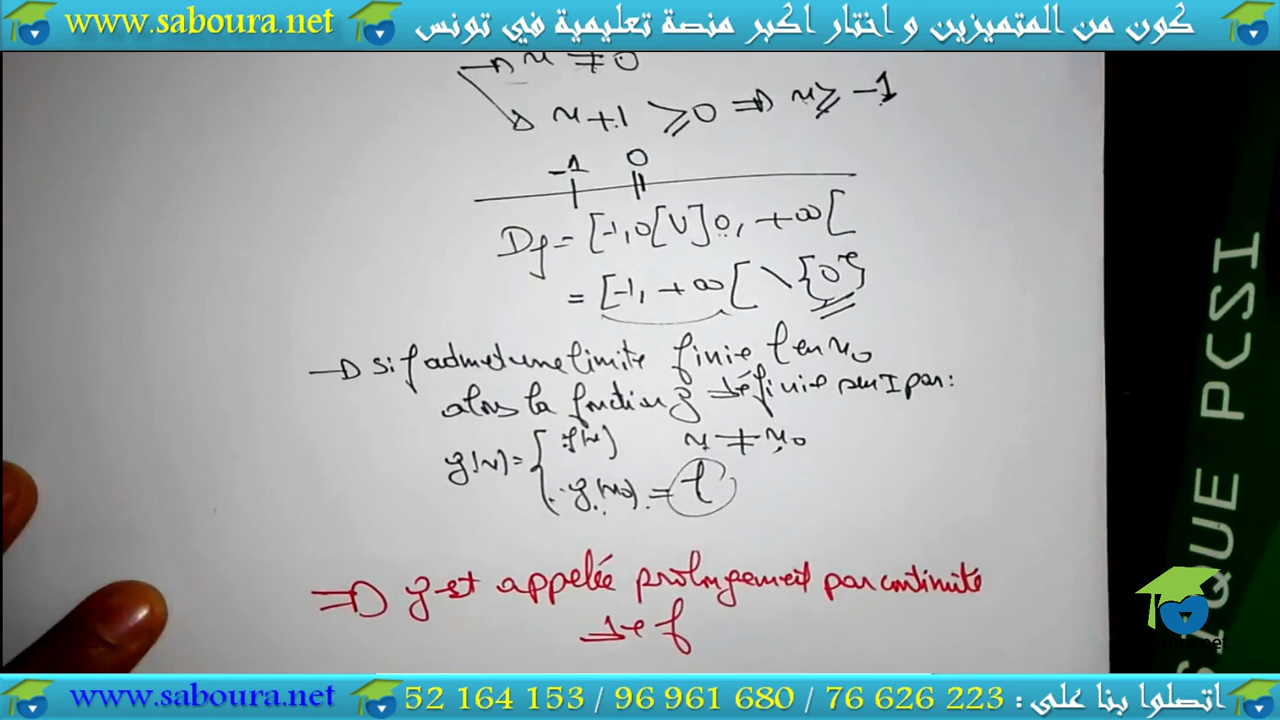 www.saboura.net كون من المتميزين و اختار اكبر منصة تعليمية في تونس
→ x ≠ 0
→ x+1 ≥ 0 ⇒ x ≥ -1
-1 0
Df = [-1, 0[ U ]0, +∞[
= [-1, +∞[ \ {0}
→ si f admet une limite finie l en x₀
alors la fonction g définie sur I par :
g(x) = { f(x) x ≠ x₀
g(x₀) = l
⇒ g est appelée prolongement par continuité
de f
SIQUE PCSI
www.saboura.net اتصلوا بنا على : 52 164 153 / 96 961 680 / 76 626 223